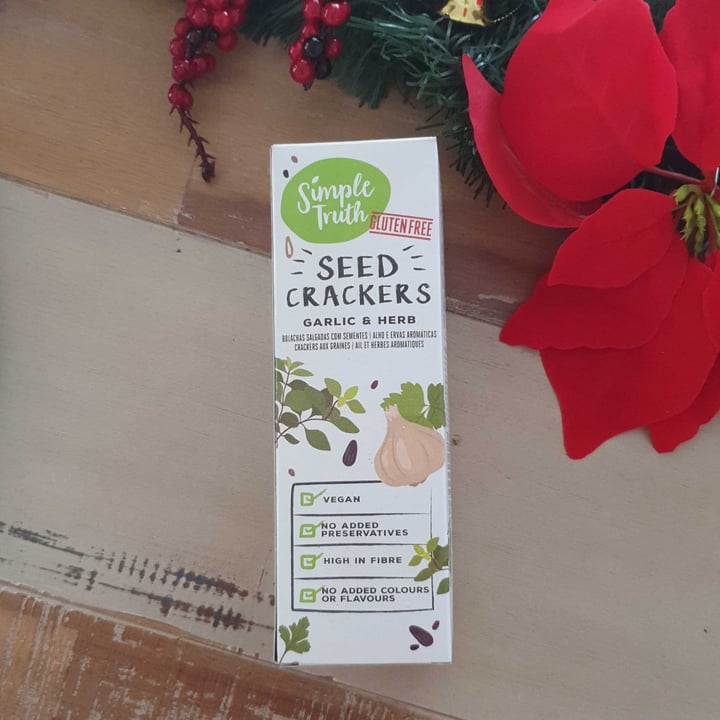 Simple
Truth
GLUTEN FREE
SEED
CRACKERS
GARLIC & HERB
BOLACHAS SALGADAS COM SEMENTES | ALHO E ERVAS AROMÁTICAS
CRACKERS AUX GRAINES | AIL ET HERBES AROMATIQUES
VEGAN
NO ADDED
PRESERVATIVES
HIGH IN FIBRE
NO ADDED COLOURS
OR FLAVOURS